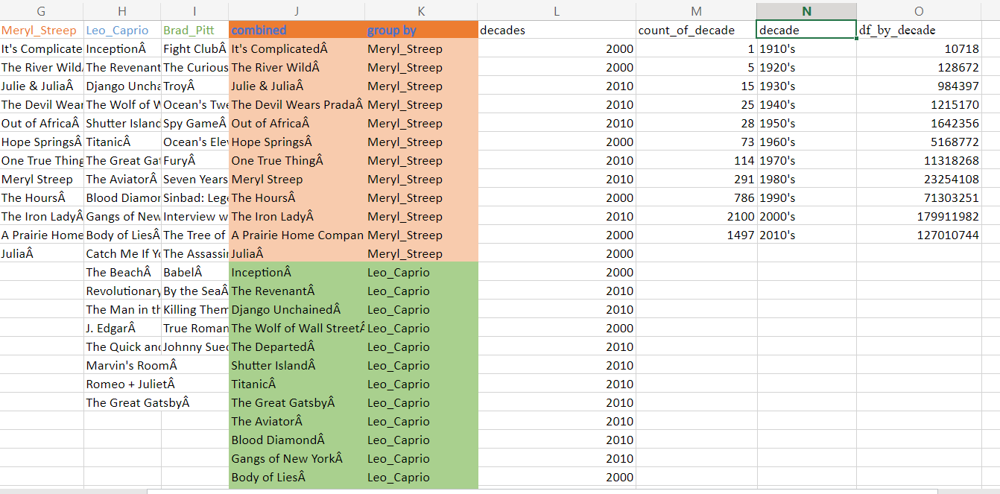 G H I J K L M N O
Meryl_Streep Leo_Caprio Brad_Pitt combined group by decades count_of_decade decade df_by_decade
It's Complicate InceptionÂ Fight ClubÂ It's ComplicatedÂ Meryl_Streep 2000 1 1910's 10718
The River Wild The Revenant The Curious The River WildÂ Meryl_Streep 2000 5 1920's 128672
Julie & JuliaÂ Django Uncha TroyÂ Julie & JuliaÂ Meryl_Streep 2010 15 1930's 984397
The Devil Wear The Wolf of W Ocean's Twe The Devil Wears PradaÂ Meryl_Streep 2010 25 1940's 1215170
Out of AfricaÂ Shutter Island Spy GameÂ Out of AfricaÂ Meryl_Streep 2010 28 1950's 1642356
Hope SpringsÂ TitanicÂ Ocean's Ele Hope SpringsÂ Meryl_Streep 2000 73 1960's 5168772
One True Thing The Great Gat FuryÂ One True ThingÂ Meryl_Streep 2010 114 1970's 11318268
Meryl Streep The AviatorÂ Seven Years Meryl Streep Meryl_Streep 2010 291 1980's 23254108
The HoursÂ Blood Diamon Sinbad: Lege The HoursÂ Meryl_Streep 2000 786 1990's 71303251
The Iron LadyÂ Gangs of New Interview w The Iron LadyÂ Meryl_Streep 2010 2100 2000's 179911982
A Prairie Home Body of LiesÂ The Tree of A Prairie Home Compan Meryl_Streep 2000 1497 2010's 127010744
JuliaÂ Catch Me If Yo The Assassin JuliaÂ Meryl_Streep 2000
The BeachÂ BabelÂ InceptionÂ Leo_Caprio 2000
Revolutionary By the SeaÂ The RevenantÂ Leo_Caprio 2010
The Man in th Killing Them Django UnchainedÂ Leo_Caprio 2010
J. EdgarÂ True Roman The Wolf of Wall StreetÂ Leo_Caprio 2000
The Quick and Johnny Sued The DepartedÂ Leo_Caprio 2010
Marvin's RoomÂ Shutter IslandÂ Leo_Caprio 2010
Romeo + JulietÂ TitanicÂ Leo_Caprio 2010
The Great GatsbyÂ The Great GatsbyÂ Leo_Caprio 2010
The AviatorÂ Leo_Caprio 2010
Blood DiamondÂ Leo_Caprio 2010
Gangs of New YorkÂ Leo_Caprio 2010
Body of LiesÂ Leo_Caprio 2000